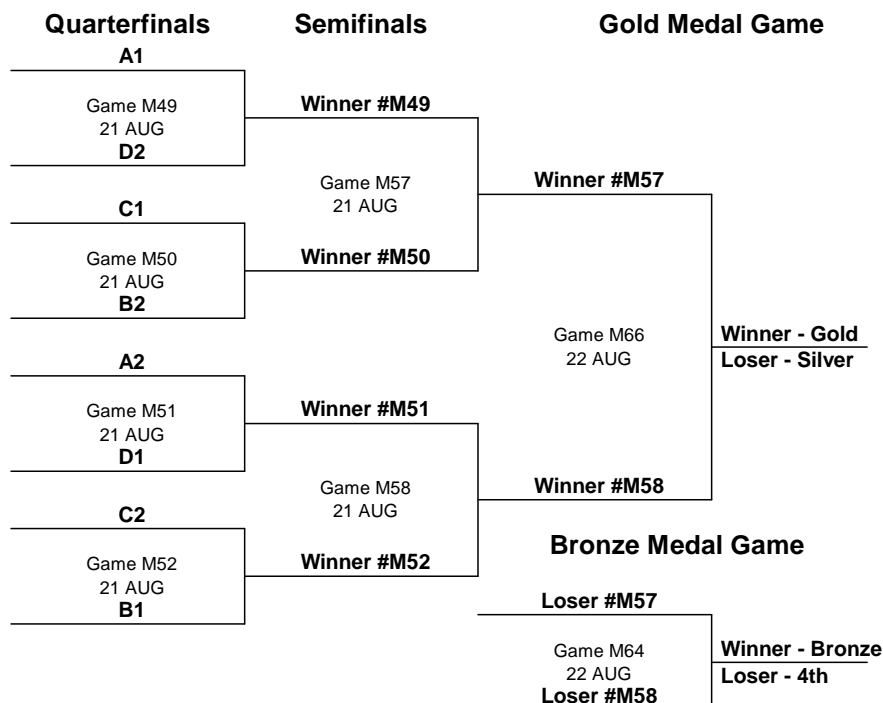 Quarterfinals
Semifinals
Gold Medal Game
A1
Game M49
21 AUG
D2
Winner #M49
Game M57
21 AUG
Winner #M57
C1
Game M50
21 AUG
B2
Winner #M50
Game M66
22 AUG
Winner - Gold
Loser - Silver
A2
Game M51
21 AUG
D1
Winner #M51
Game M58
21 AUG
Winner #M58
C2
Game M52
21 AUG
B1
Winner #M52
Bronze Medal Game
Loser #M57
Game M64
22 AUG
Loser #M58
Winner - Bronze
Loser - 4th